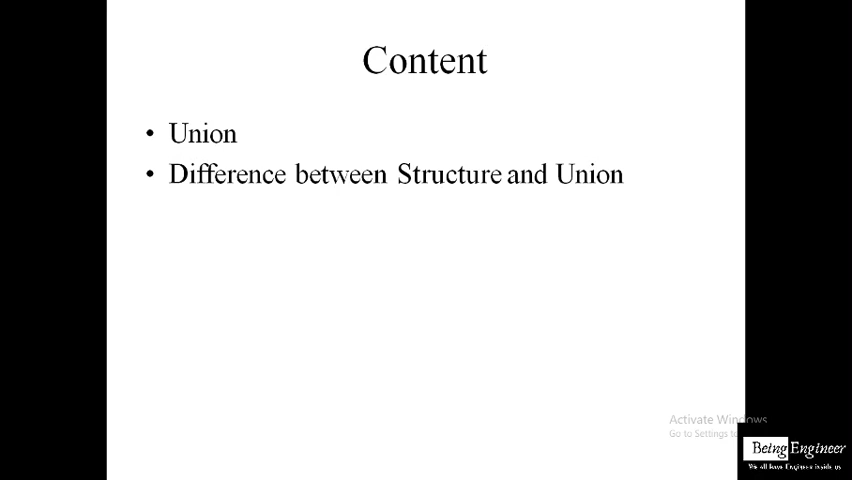 Content
• Union
• Difference between Structure and Union
Activate Windows
Go to Settings to
Being Engineer
We all have Engineer inside us